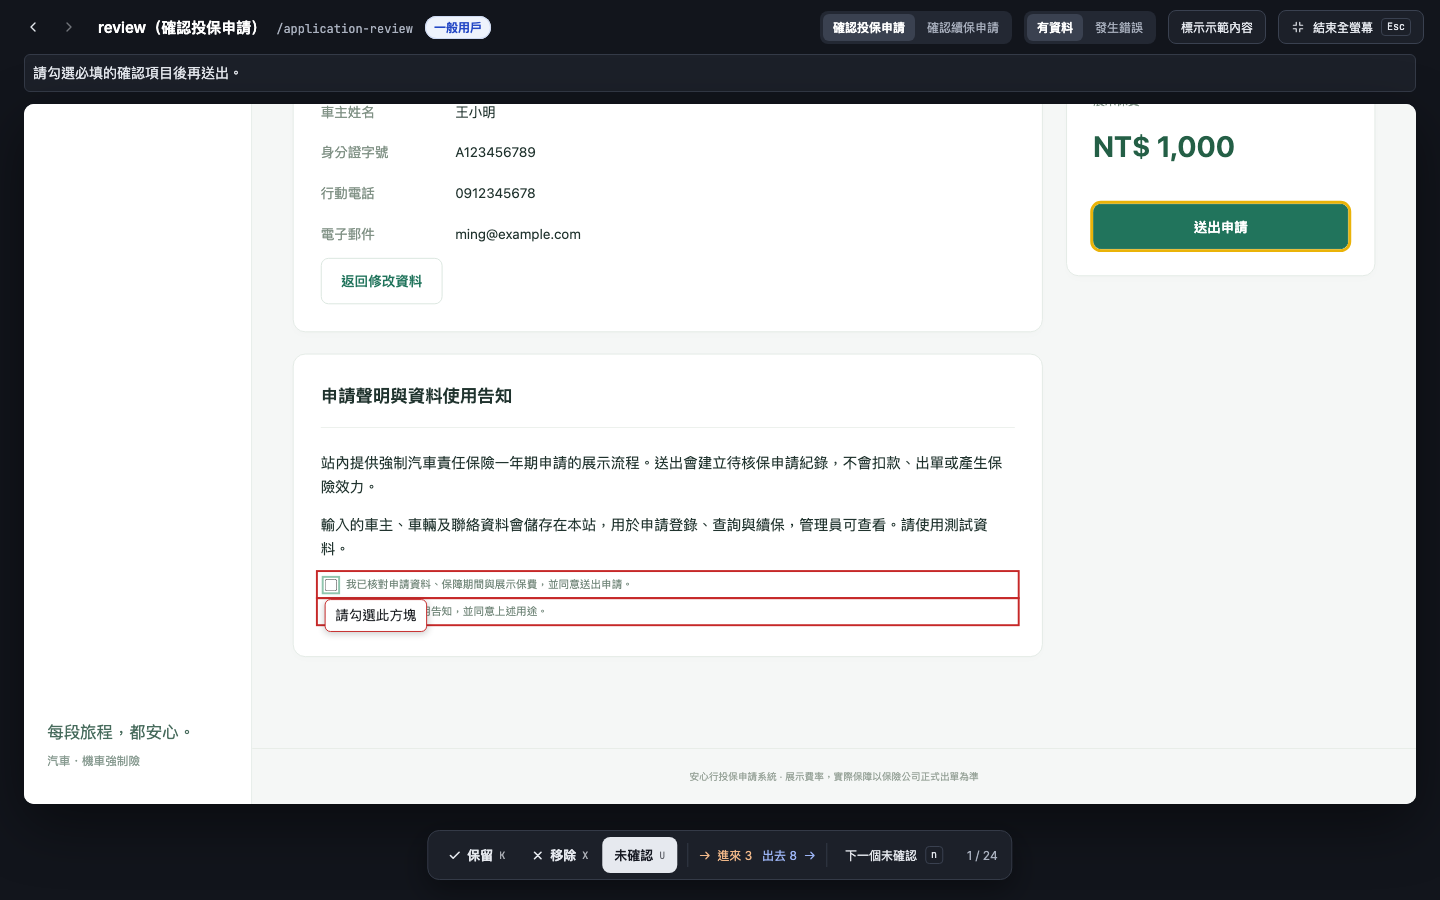 review（確認投保申請） /application-review 一般用戶 確認投保申請 確認續保申請 有資料 發生錯誤 標示示範內容 結束全螢幕 Esc
請勾選必填的確認項目後再送出。
車主姓名 王小明
身分證字號 A123456789
行動電話 0912345678
電子郵件 ming@example.com
返回修改資料
NT$ 1,000
送出申請
申請聲明與資料使用告知
站內提供強制汽車責任保險一年期申請的展示流程。送出會建立待核保申請紀錄，不會扣款、出單或產生保
險效力。
輸入的車主、車輛及聯絡資料會儲存在本站，用於申請登錄、查詢與續保，管理員可查看。請使用測試資
料。
我已核對申請資料、保障期間與展示保費，並同意送出申請。
請勾選此方塊
告知，並同意上述用途。
每段旅程，都安心。
汽車・機車強制險
安心行投保申請系統 · 展示費率，實際保障以保險公司正式出單為準
保留 K 移除 X 未確認 U → 進來 3 出去 8 → 下一個未確認 n 1 / 24